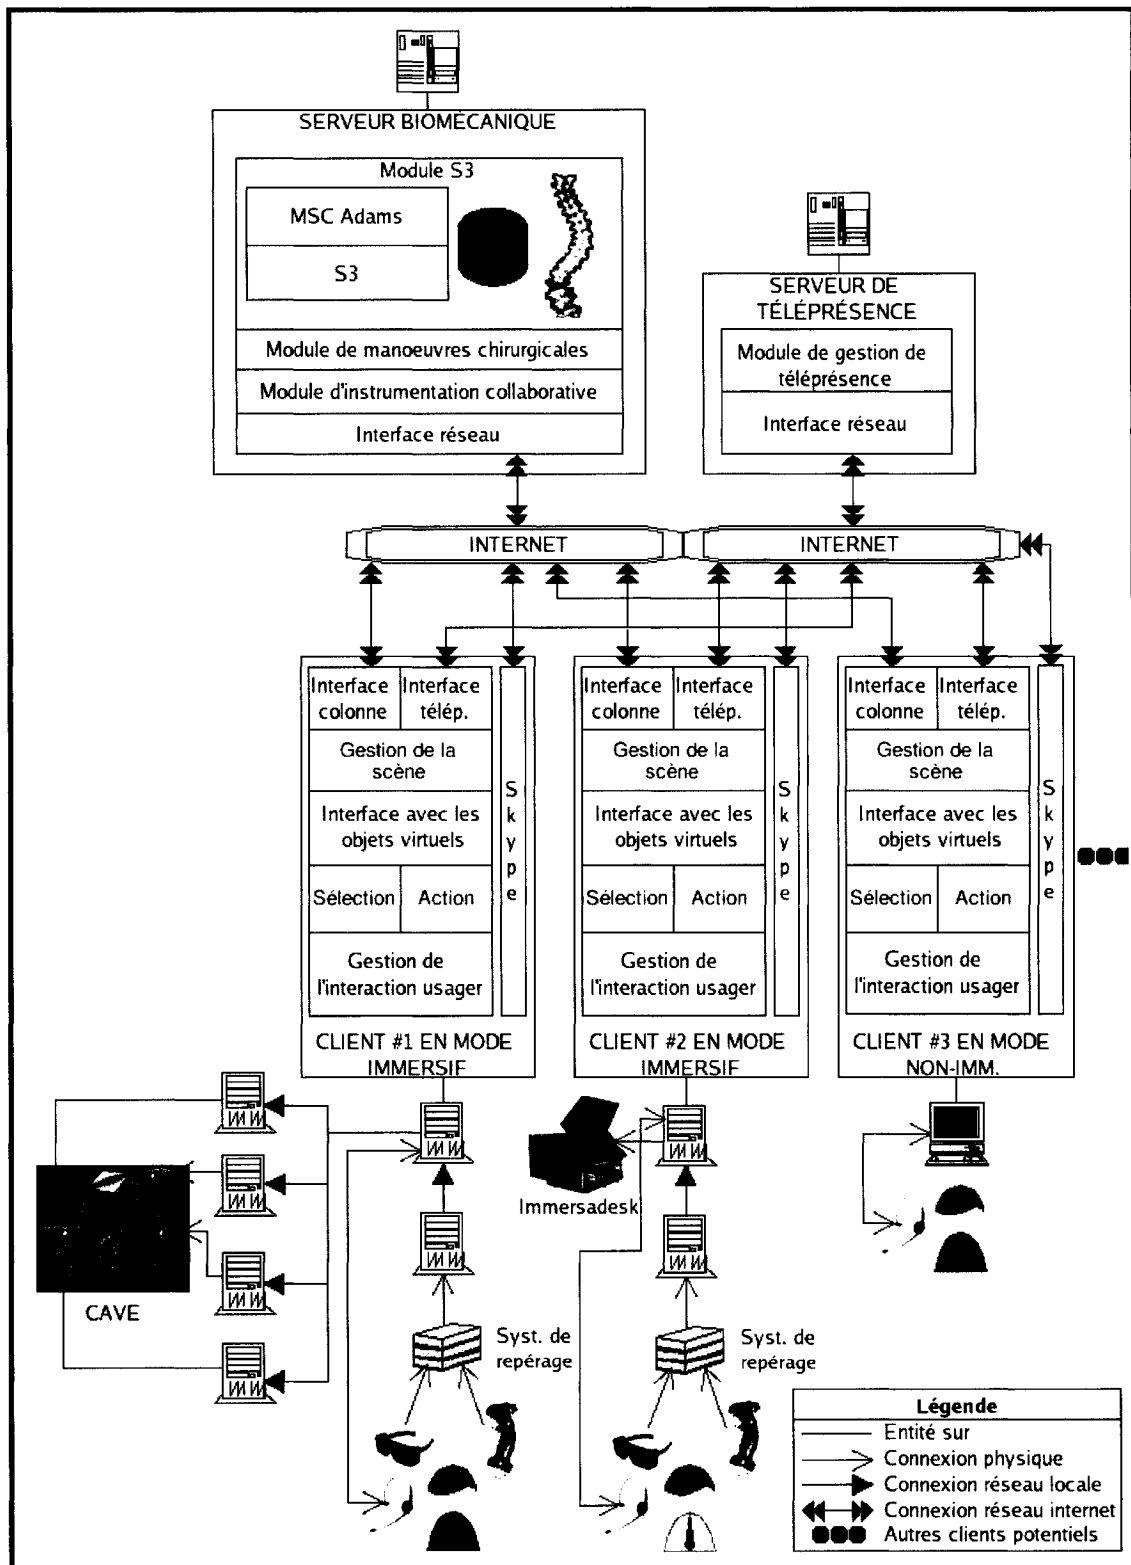 SERVEUR BIOMÉCANIQUE
Module S3
MSC Adams
S3
Module de manoeuvres chirurgicales
Module d'instrumentation collaborative
Interface réseau
SERVEUR DE
TÉLÉPRÉSENCE
Module de gestion de
téléprésence
Interface réseau
INTERNET
INTERNET
Interface
colonne
Interface
télép.
Gestion de la
scène
Interface avec les
objets virtuels
Sélection
Action
Gestion de
l'interaction usager
Skype
CLIENT #1 EN MODE
IMMERSIF
Interface
colonne
Interface
télép.
Gestion de la
scène
Interface avec les
objets virtuels
Sélection
Action
Gestion de
l'interaction usager
Skype
CLIENT #2 EN MODE
IMMERSIF
Interface
colonne
Interface
télép.
Gestion de la
scène
Interface avec les
objets virtuels
Sélection
Action
Gestion de
l'interaction usager
Skype
CLIENT #3 EN MODE
NON-IMM.
CAVE
Immersadesk
Syst. de
repérage
Syst. de
repérage
Légende
Entité sur
Connexion physique
Connexion réseau locale
Connexion réseau internet
Autres clients potentiels